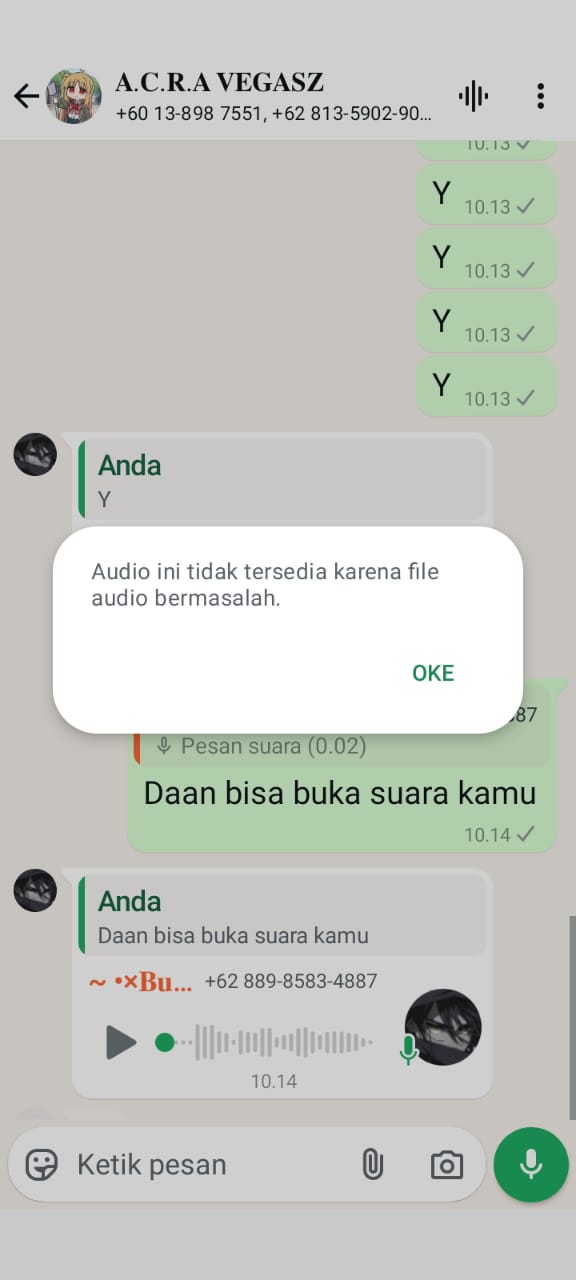 A.C.R.A VEGASZ
+60 13-898 7551, +62 813-5902-90...
10.13
Y
10.13
Y
10.13
Y
10.13
Y
10.13
Anda
Y
Audio ini tidak tersedia karena file
audio bermasalah.
OKE
87
Pesan suara (0.02)
Daan bisa buka suara kamu
10.14
Anda
Daan bisa buka suara kamu
~ •×Bu... +62 889-8583-4887
10.14
Ketik pesan